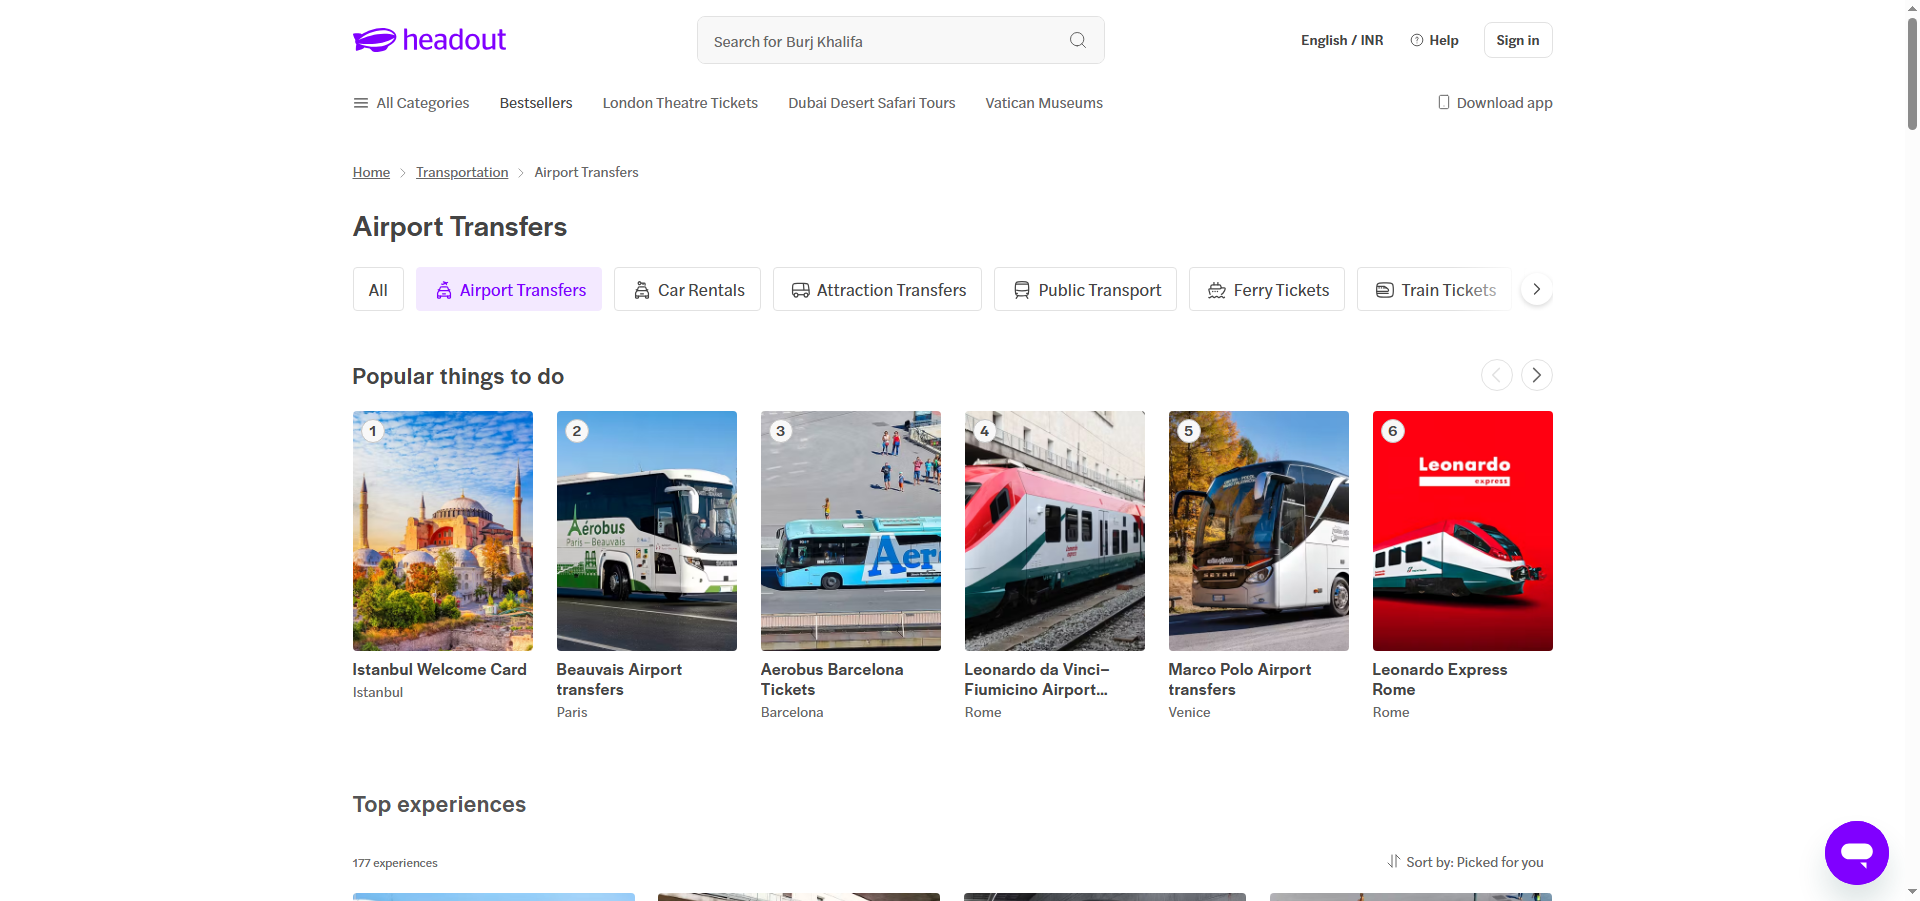 headout
Search for Burj Khalifa
English / INR
Help
Sign in
All Categories
Bestsellers
London Theatre Tickets
Dubai Desert Safari Tours
Vatican Museums
Download app
Home
Transportation
Airport Transfers
Airport Transfers
All
Airport Transfers
Car Rentals
Attraction Transfers
Public Transport
Ferry Tickets
Train Tickets
Popular things to do
1
2
Aérobus
Paris – Beauvais
3
Aer
4
5
SETRA
6
Leonardo
express
Istanbul Welcome Card
Istanbul
Beauvais Airport
transfers
Paris
Aerobus Barcelona
Tickets
Barcelona
Leonardo da Vinci–
Fiumicino Airport...
Rome
Marco Polo Airport
transfers
Venice
Leonardo Express
Rome
Rome
Top experiences
177 experiences
Sort by: Picked for you